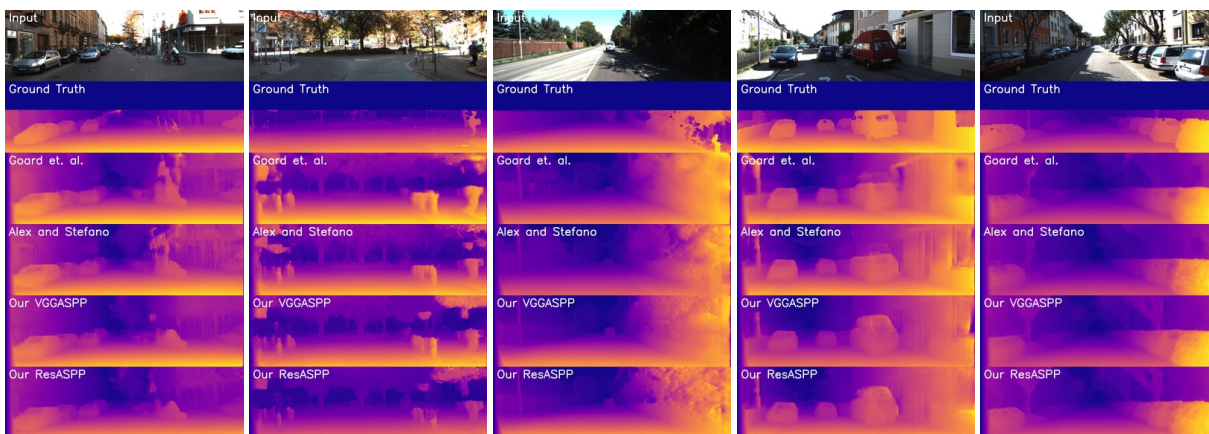 Input Input Input Input Input
Ground Truth Ground Truth Ground Truth Ground Truth Ground Truth
Goard et. al. Goard et. al. Goard et. al. Goard et. al. Goard et. al.
Alex and Stefano Alex and Stefano Alex and Stefano Alex and Stefano Alex and Stefano
Our VGGASPP Our VGGASPP Our VGGASPP Our VGGASPP Our VGGASPP
Our ResASPP Our ResASPP Our ResASPP Our ResASPP Our ResASPP